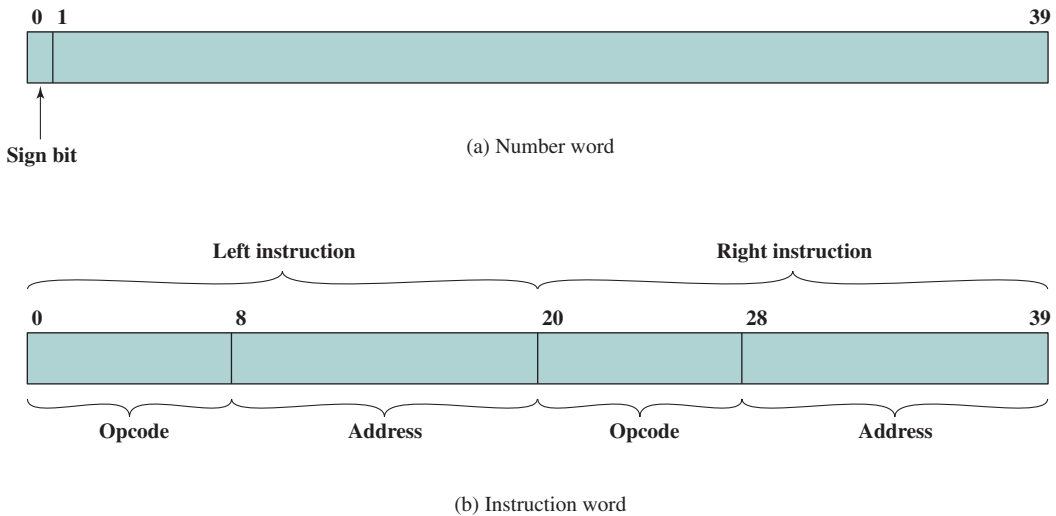 0 1 39
Sign bit
(a) Number word
Left instruction Right instruction
0 8 20 28 39
Opcode Address Opcode Address
(b) Instruction word